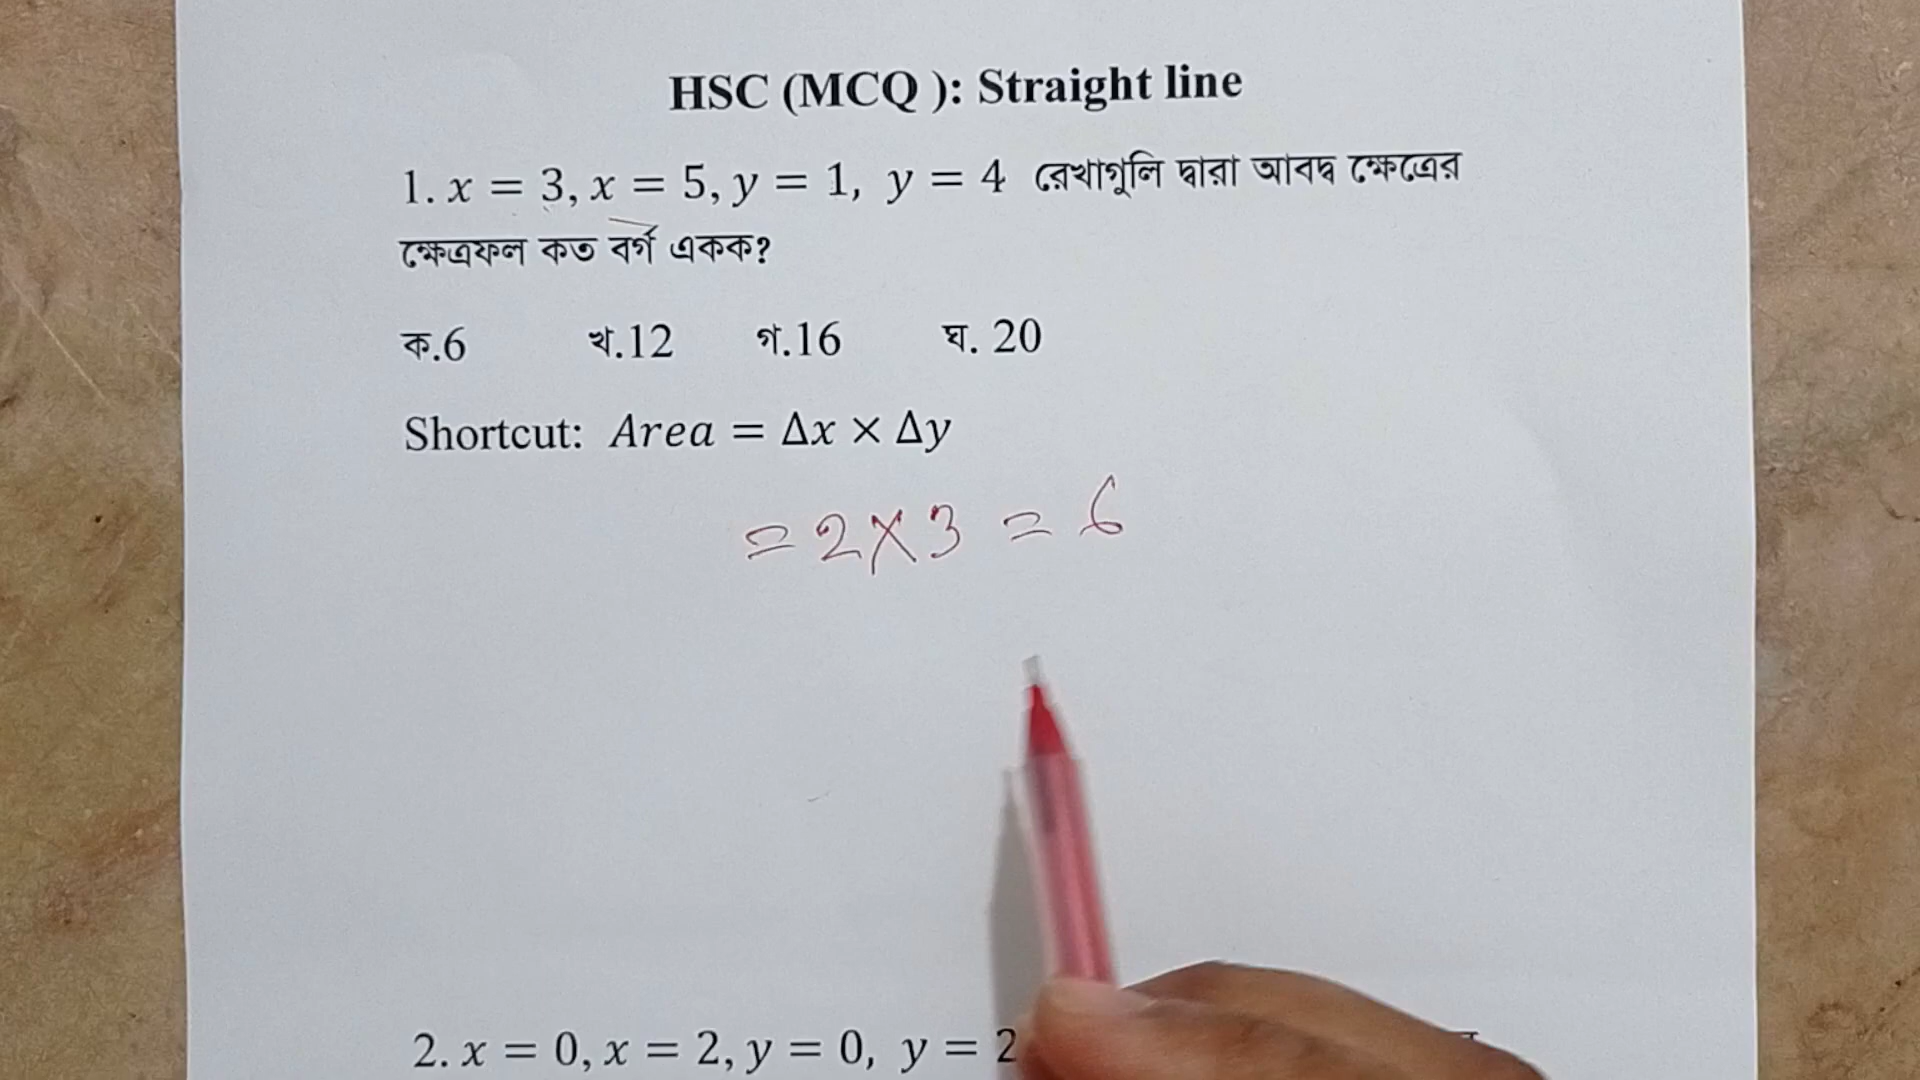 HSC (MCQ ): Straight line
1. x = 3, x = 5, y = 1, y = 4 রেখাগূলি দ্বারা আবদ্ব ক্ষেত্রের
ক্ষেত্রফল কত বর্গ একক?
ক.6 খ.12 গ.16 ঘ. 20
Shortcut: Area = Δx × Δy
= 2 × 3 = 6
2. x = 0, x = 2, y = 0, y = 2